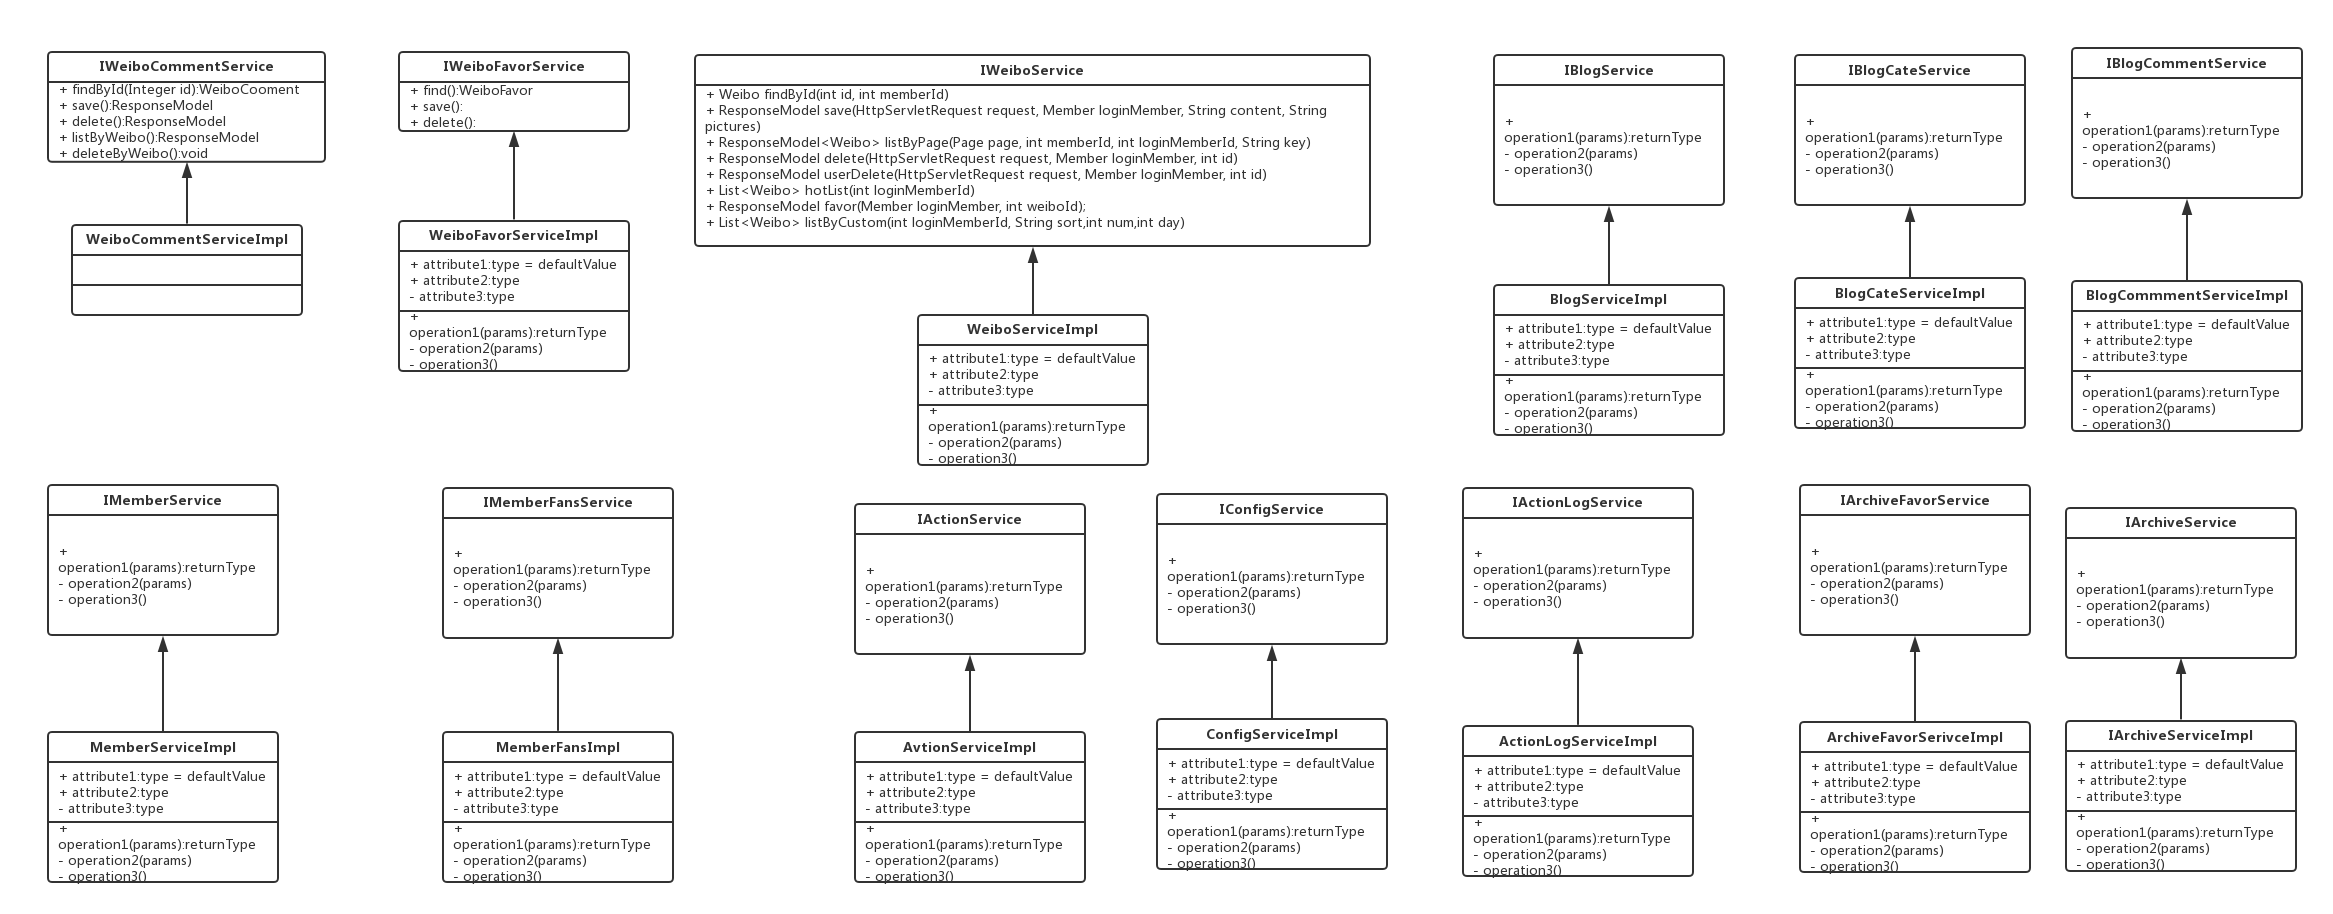 IWeiboCommentService
+ findById(Integer id):WeiboCooment
+ save():ResponseModel
+ delete():ResponseModel
+ listByWeibo():ResponseModel
+ deleteByWeibo():void
WeiboCommentServiceImpl
IWeiboFavorService
+ find():WeiboFavor
+ save():
+ delete():
WeiboFavorServiceImpl
+ attribute1:type = defaultValue
+ attribute2:type
- attribute3:type
+
operation1(params):returnType
- operation2(params)
- operation3()
IWeiboService
+ Weibo findById(int id, int memberId)
+ ResponseModel save(HttpServletRequest request, Member loginMember, String content, String
pictures)
+ ResponseModel<Weibo> listByPage(Page page, int memberId, int loginMemberId, String key)
+ ResponseModel delete(HttpServletRequest request, Member loginMember, int id)
+ ResponseModel userDelete(HttpServletRequest request, Member loginMember, int id)
+ List<Weibo> hotList(int loginMemberId)
+ ResponseModel favor(Member loginMember, int weiboId);
+ List<Weibo> listByCustom(int loginMemberId, String sort,int num,int day)
WeiboServiceImpl
+ attribute1:type = defaultValue
+ attribute2:type
- attribute3:type
+
operation1(params):returnType
- operation2(params)
- operation3()
IBlogService
+
operation1(params):returnType
- operation2(params)
- operation3()
BlogServiceImpl
+ attribute1:type = defaultValue
+ attribute2:type
- attribute3:type
+
operation1(params):returnType
- operation2(params)
- operation3()
IBlogCateService
+
operation1(params):returnType
- operation2(params)
- operation3()
BlogCateServiceImpl
+ attribute1:type = defaultValue
+ attribute2:type
- attribute3:type
+
operation1(params):returnType
- operation2(params)
- operation3()
IBlogCommentService
+
operation1(params):returnType
- operation2(params)
- operation3()
BlogCommmentServiceImpl
+ attribute1:type = defaultValue
+ attribute2:type
- attribute3:type
+
operation1(params):returnType
- operation2(params)
- operation3()
IMemberService
+
operation1(params):returnType
- operation2(params)
- operation3()
MemberServiceImpl
+ attribute1:type = defaultValue
+ attribute2:type
- attribute3:type
+
operation1(params):returnType
- operation2(params)
- operation3()
IMemberFansService
+
operation1(params):returnType
- operation2(params)
- operation3()
MemberFansImpl
+ attribute1:type = defaultValue
+ attribute2:type
- attribute3:type
+
operation1(params):returnType
- operation2(params)
- operation3()
IActionService
+
operation1(params):returnType
- operation2(params)
- operation3()
AvtionServiceImpl
+ attribute1:type = defaultValue
+ attribute2:type
- attribute3:type
+
operation1(params):returnType
- operation2(params)
- operation3()
IConfigService
+
operation1(params):returnType
- operation2(params)
- operation3()
ConfigServiceImpl
+ attribute1:type = defaultValue
+ attribute2:type
- attribute3:type
+
operation1(params):returnType
- operation2(params)
- operation3()
IActionLogService
+
operation1(params):returnType
- operation2(params)
- operation3()
ActionLogServiceImpl
+ attribute1:type = defaultValue
+ attribute2:type
- attribute3:type
+
operation1(params):returnType
- operation2(params)
- operation3()
IArchiveFavorService
+
operation1(params):returnType
- operation2(params)
- operation3()
ArchiveFavorSerivceImpl
+ attribute1:type = defaultValue
+ attribute2:type
- attribute3:type
+
operation1(params):returnType
- operation2(params)
- operation3()
IArchiveService
+
operation1(params):returnType
- operation2(params)
- operation3()
IArchiveServiceImpl
+ attribute1:type = defaultValue
+ attribute2:type
- attribute3:type
+
operation1(params):returnType
- operation2(params)
- operation3()